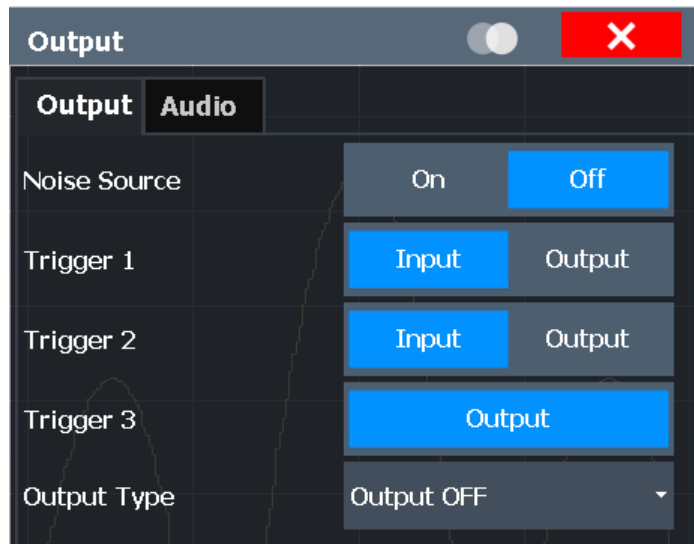 Output
Output Audio
Noise Source On Off
Trigger 1 Input Output
Trigger 2 Input Output
Trigger 3 Output
Output Type Output OFF